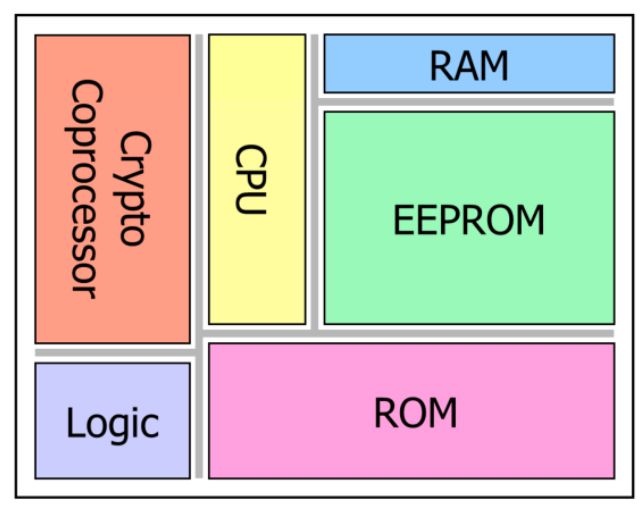 Crypto
Coprocessor
CPU
RAM
EEPROM
Logic
ROM